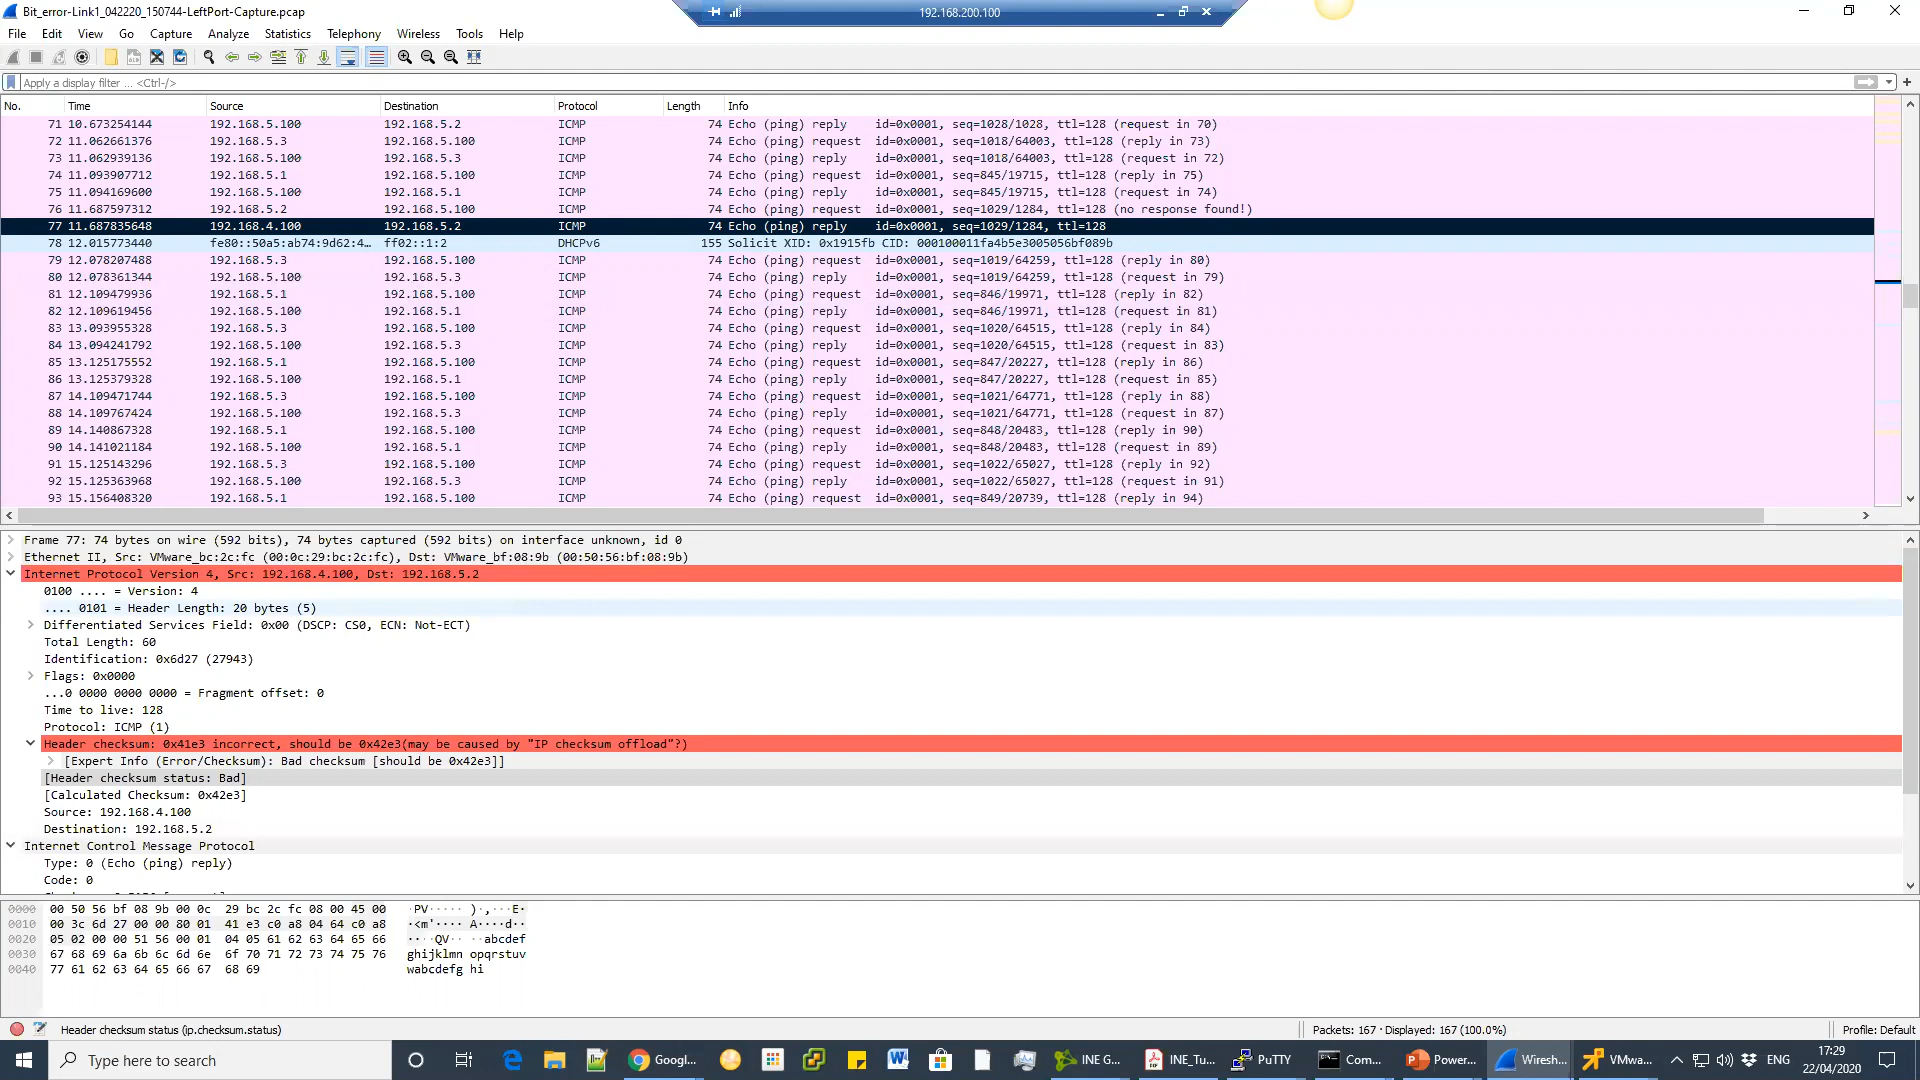 Bit_error-Link1_042220_150744-LeftPort-Capture.pcap
192.168.200.100
File Edit View Go Capture Analyze Statistics Telephony Wireless Tools Help
Apply a display filter ... <Ctrl-/>
No. Time Source Destination Protocol Length Info
71 10.673254144 192.168.5.100 192.168.5.2 ICMP 74 Echo (ping) reply id=0x0001, seq=1028/1028, ttl=128 (request in 70)
72 11.062661376 192.168.5.3 192.168.5.100 ICMP 74 Echo (ping) request id=0x0001, seq=1018/64003, ttl=128 (reply in 73)
73 11.062939136 192.168.5.100 192.168.5.3 ICMP 74 Echo (ping) reply id=0x0001, seq=1018/64003, ttl=128 (request in 72)
74 11.093907712 192.168.5.1 192.168.5.100 ICMP 74 Echo (ping) request id=0x0001, seq=845/19715, ttl=128 (reply in 75)
75 11.094169600 192.168.5.100 192.168.5.1 ICMP 74 Echo (ping) reply id=0x0001, seq=845/19715, ttl=128 (request in 74)
76 11.687597312 192.168.5.2 192.168.5.100 ICMP 74 Echo (ping) request id=0x0001, seq=1029/1284, ttl=128 (no response found!)
77 11.687835648 192.168.4.100 192.168.5.2 ICMP 74 Echo (ping) reply id=0x0001, seq=1029/1284, ttl=128
78 12.015773440 fe80::50a5:ab74:9d62:4... ff02::1:2 DHCPv6 155 Solicit XID: 0x1915fb CID: 000100011fa4b5e3005056bf089b
79 12.078207488 192.168.5.3 192.168.5.100 ICMP 74 Echo (ping) request id=0x0001, seq=1019/64259, ttl=128 (reply in 80)
80 12.078361344 192.168.5.100 192.168.5.3 ICMP 74 Echo (ping) reply id=0x0001, seq=1019/64259, ttl=128 (request in 79)
81 12.109479936 192.168.5.1 192.168.5.100 ICMP 74 Echo (ping) request id=0x0001, seq=846/19971, ttl=128 (reply in 82)
82 12.109619456 192.168.5.100 192.168.5.1 ICMP 74 Echo (ping) reply id=0x0001, seq=846/19971, ttl=128 (request in 81)
83 13.093955328 192.168.5.3 192.168.5.100 ICMP 74 Echo (ping) request id=0x0001, seq=1020/64515, ttl=128 (reply in 84)
84 13.094241792 192.168.5.100 192.168.5.3 ICMP 74 Echo (ping) reply id=0x0001, seq=1020/64515, ttl=128 (request in 83)
85 13.125175552 192.168.5.1 192.168.5.100 ICMP 74 Echo (ping) request id=0x0001, seq=847/20227, ttl=128 (reply in 86)
86 13.125379328 192.168.5.100 192.168.5.1 ICMP 74 Echo (ping) reply id=0x0001, seq=847/20227, ttl=128 (request in 85)
87 14.109471744 192.168.5.3 192.168.5.100 ICMP 74 Echo (ping) request id=0x0001, seq=1021/64771, ttl=128 (reply in 88)
88 14.109767424 192.168.5.100 192.168.5.3 ICMP 74 Echo (ping) reply id=0x0001, seq=1021/64771, ttl=128 (request in 87)
89 14.140867328 192.168.5.1 192.168.5.100 ICMP 74 Echo (ping) request id=0x0001, seq=848/20483, ttl=128 (reply in 90)
90 14.141021184 192.168.5.100 192.168.5.1 ICMP 74 Echo (ping) reply id=0x0001, seq=848/20483, ttl=128 (request in 89)
91 15.125143296 192.168.5.3 192.168.5.100 ICMP 74 Echo (ping) request id=0x0001, seq=1022/65027, ttl=128 (reply in 92)
92 15.125363968 192.168.5.100 192.168.5.3 ICMP 74 Echo (ping) reply id=0x0001, seq=1022/65027, ttl=128 (request in 91)
93 15.156408320 192.168.5.1 192.168.5.100 ICMP 74 Echo (ping) request id=0x0001, seq=849/20739, ttl=128 (reply in 94)
Frame 77: 74 bytes on wire (592 bits), 74 bytes captured (592 bits) on interface unknown, id 0
Ethernet II, Src: VMware_bc:2c:fc (00:0c:29:bc:2c:fc), Dst: VMware_bf:08:9b (00:50:56:bf:08:9b)
Internet Protocol Version 4, Src: 192.168.4.100, Dst: 192.168.5.2
0100 .... = Version: 4
.... 0101 = Header Length: 20 bytes (5)
Differentiated Services Field: 0x00 (DSCP: CS0, ECN: Not-ECT)
Total Length: 60
Identification: 0x6d27 (27943)
Flags: 0x0000
...0 0000 0000 0000 = Fragment offset: 0
Time to live: 128
Protocol: ICMP (1)
Header checksum: 0x41e3 incorrect, should be 0x42e3(may be caused by "IP checksum offload"?)
[Expert Info (Error/Checksum): Bad checksum [should be 0x42e3]]
[Header checksum status: Bad]
[Calculated Checksum: 0x42e3]
Source: 192.168.4.100
Destination: 192.168.5.2
Internet Control Message Protocol
Type: 0 (Echo (ping) reply)
Code: 0
0000 00 50 56 bf 08 9b 00 0c 29 bc 2c fc 08 00 45 00 ·PV····· )·,···E·
0010 00 3c 6d 27 00 00 80 01 41 e3 c0 a8 04 64 c0 a8 ·<m'···· A····d··
0020 05 02 00 00 51 56 00 01 04 05 61 62 63 64 65 66 ····QV·· ··abcdef
0030 67 68 69 6a 6b 6c 6d 6e 6f 70 71 72 73 74 75 76 ghijklmn opqrstuv
0040 77 61 62 63 64 65 66 67 68 69 wabcdefg hi
Header checksum status (ip.checksum.status) Packets: 167 · Displayed: 167 (100.0%) Profile: Default
Type here to search Googl... INE G... INE_Tu... PuTTY Com... Power... Wiresh... VMwa... ENG 17:29
22/04/2020